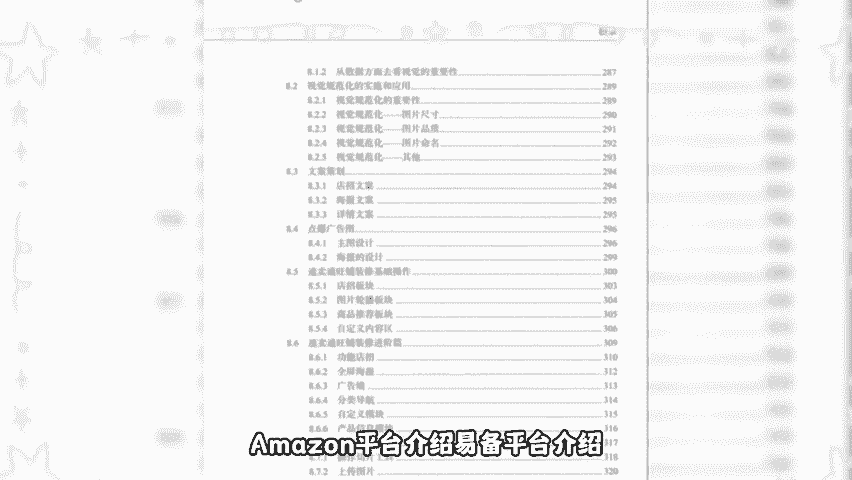 8.1.2 从数据方面去看视觉的重要性 287
8.2 视觉规范化的实施和应用 289
8.2.1 视觉规范化的重要性 289
8.2.2 视觉规范化——图片尺寸 290
8.2.3 视觉规范化——图片品质 291
8.2.4 视觉规范化——图片命名 292
8.2.5 视觉规范化——其他 293
8.3 文案策划 294
8.3.1 店招文案 294
8.3.2 海报文案 295
8.3.3 详情文案 295
8.4 点爆广告图 296
8.4.1 主图设计 296
8.4.2 海报的设计 299
8.5 速卖通旺铺装修基础操作 300
8.5.1 店招板块 303
8.5.2 图片轮播板块 304
8.5.3 商品推荐板块 305
8.5.4 自定义内容区 306
8.6 速卖通旺铺装修进阶篇 309
8.6.1 功能店招 310
8.6.2 全屏海报 312
8.6.3 广告墙 313
8.6.4 分类导航 314
8.6.5 自定义模块 315
8.6.6 产品信息模块 316
Amazon平台介绍易备平台介绍
317
318
8.7.2 上传图片 320